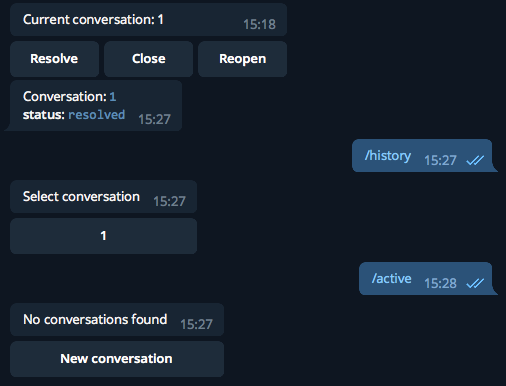 Current conversation: 1
15:18
Resolve
Close
Reopen
Conversation: 1
status: resolved
15:27
/history
15:27
Select conversation
15:27
1
/active
15:28
No conversations found
15:27
New conversation